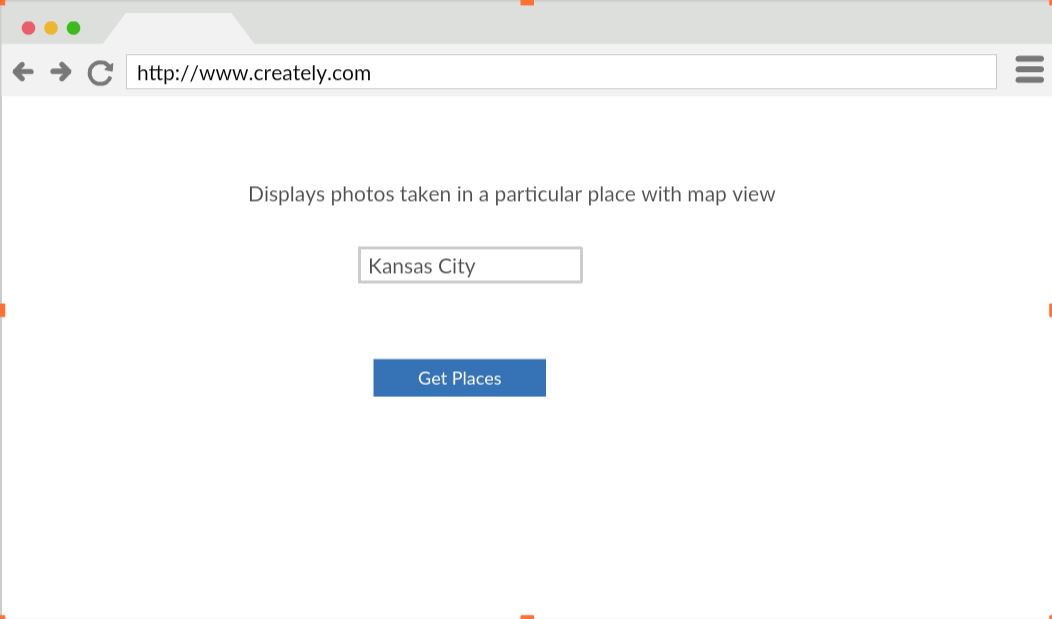 http://www.creately.com
Displays photos taken in a particular place with map view
Kansas City
Get Places